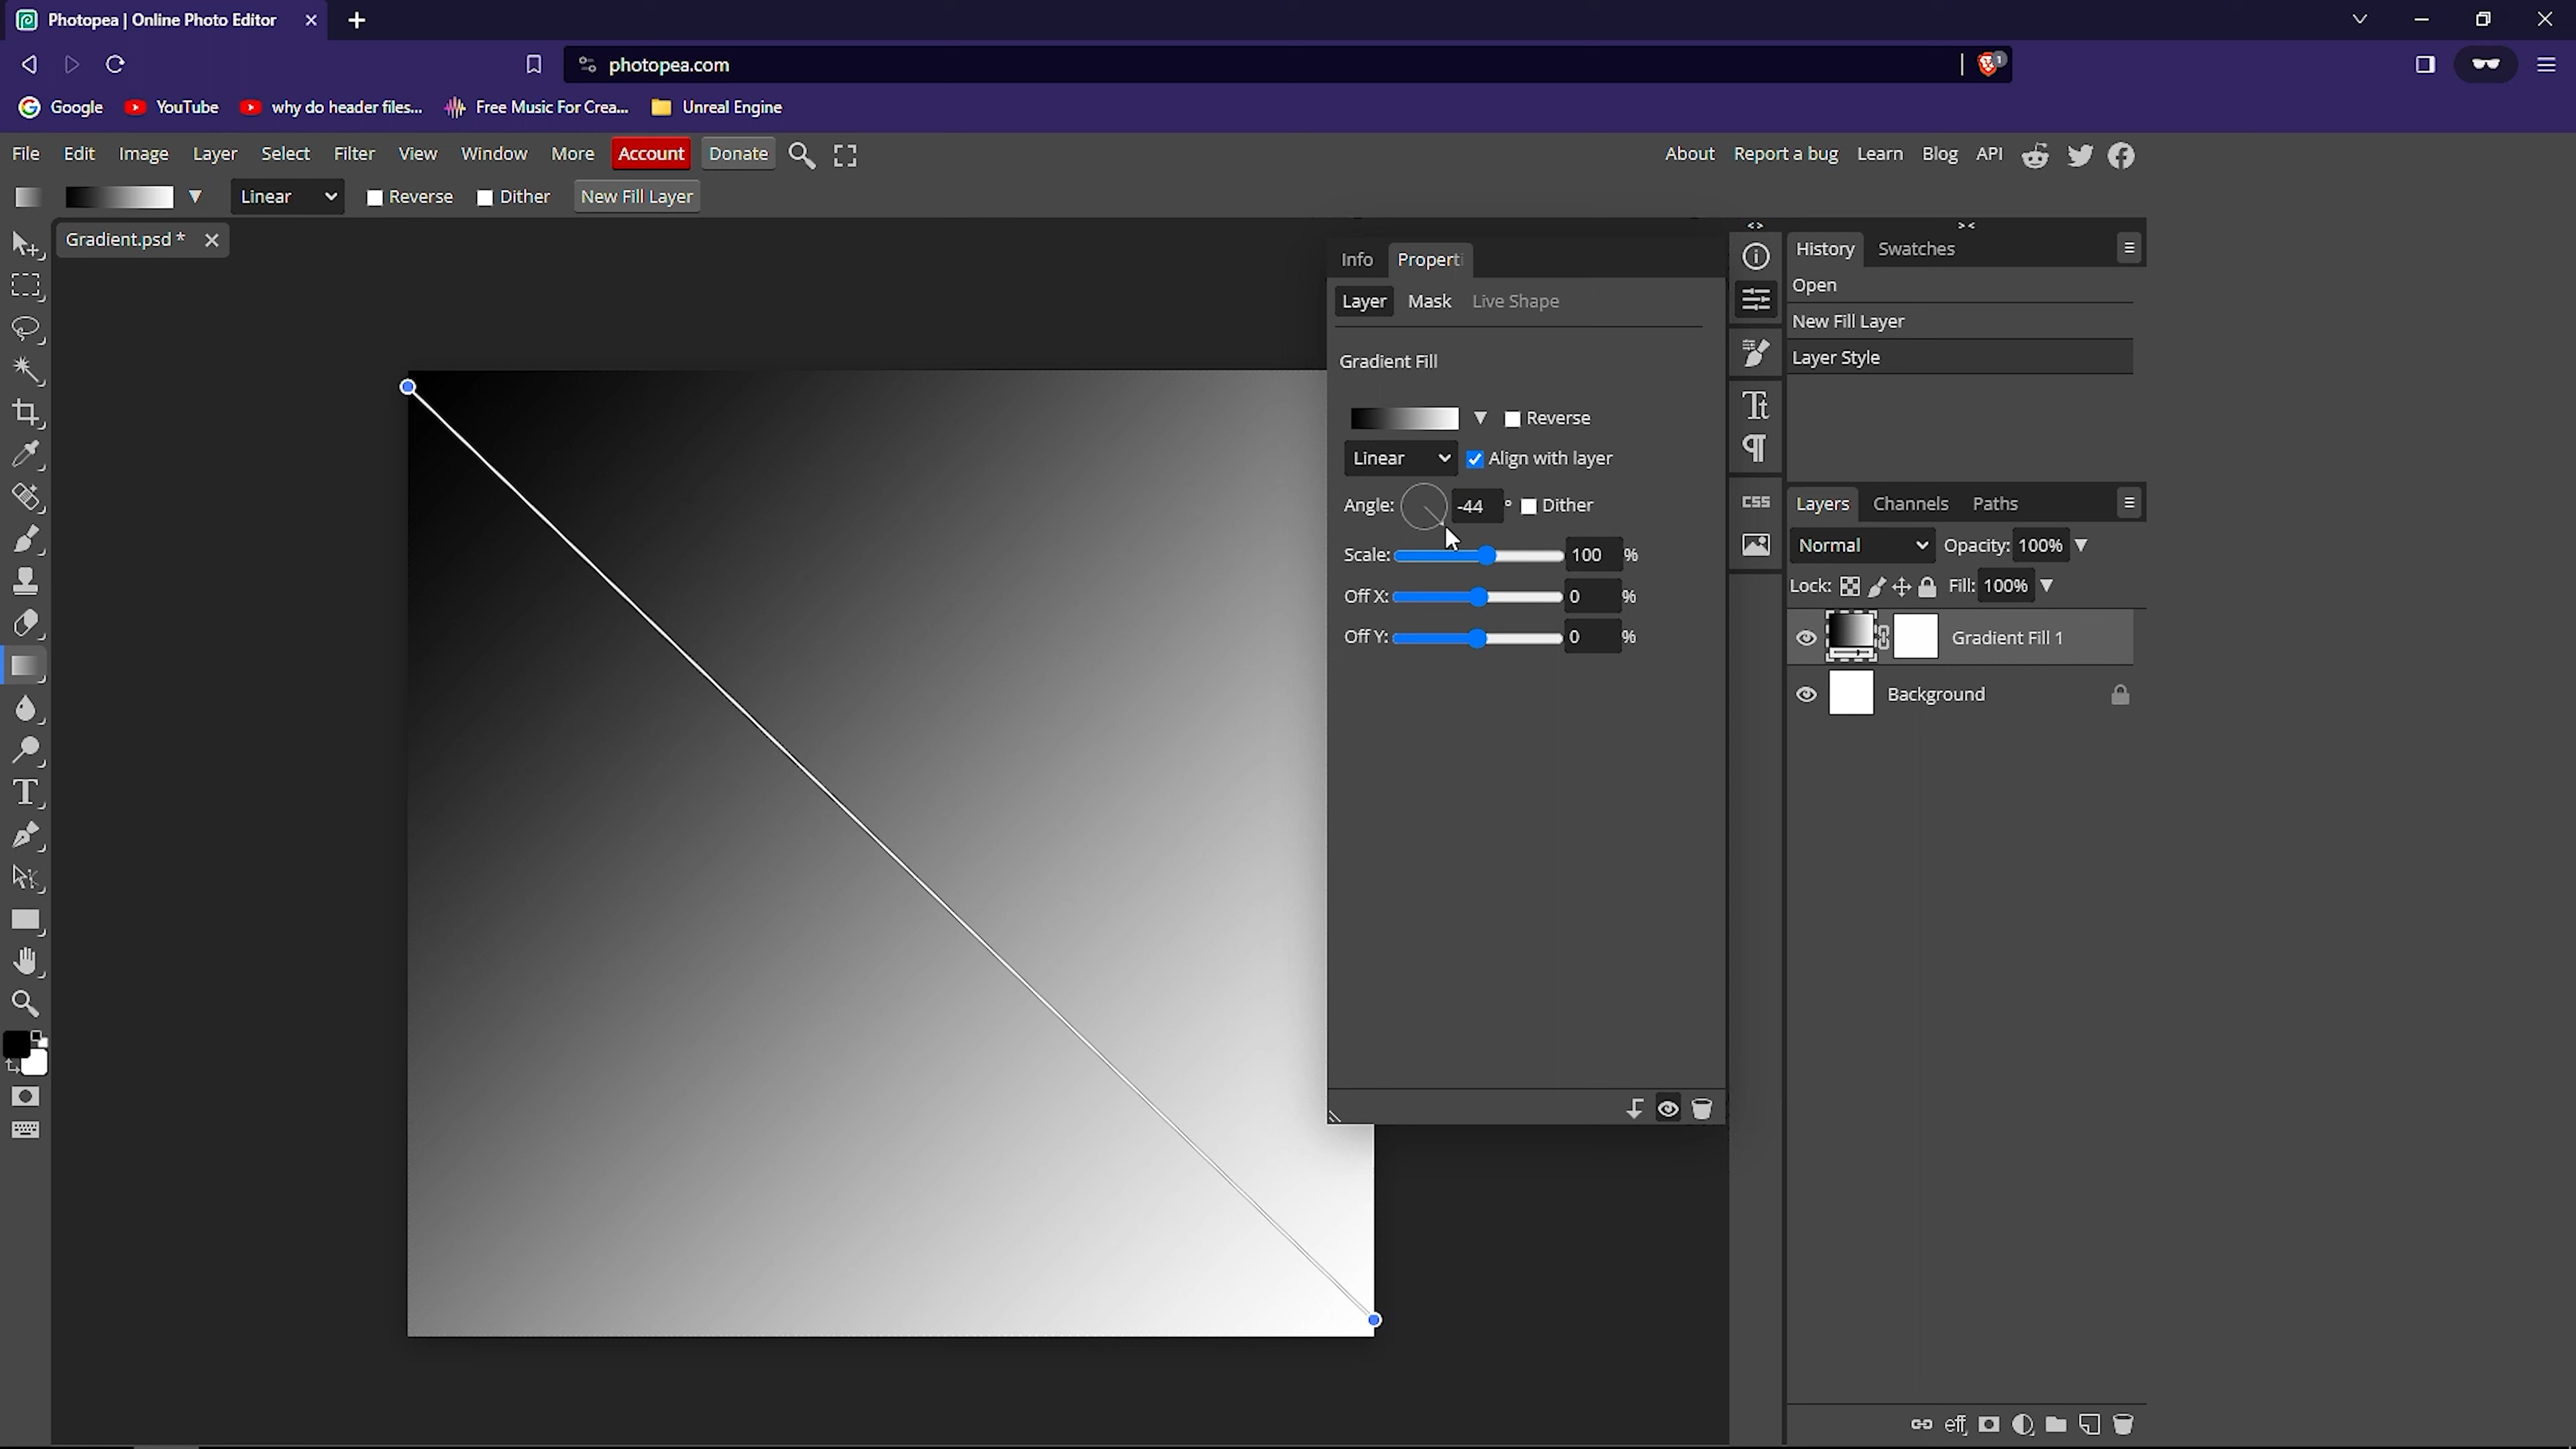 Photopea | Online Photo Editor
photopea.com
1
Google YouTube why do header files... Free Music For Crea... Unreal Engine
File Edit Image Layer Select Filter View Window More Account Donate
About Report a bug Learn Blog API
Linear Reverse Dither New Fill Layer
Gradient.psd *
Info Properti
Layer Mask Live Shape
Gradient Fill
Reverse
Linear Align with layer
Angle: -44 ° Dither
Scale: 100 %
Off X: 0 %
Off Y: 0 %
Tt
CSS
<>
><
History Swatches
Open
New Fill Layer
Layer Style
Layers Channels Paths
Normal Opacity: 100%
Lock: Fill: 100%
Gradient Fill 1
Background
eff
T